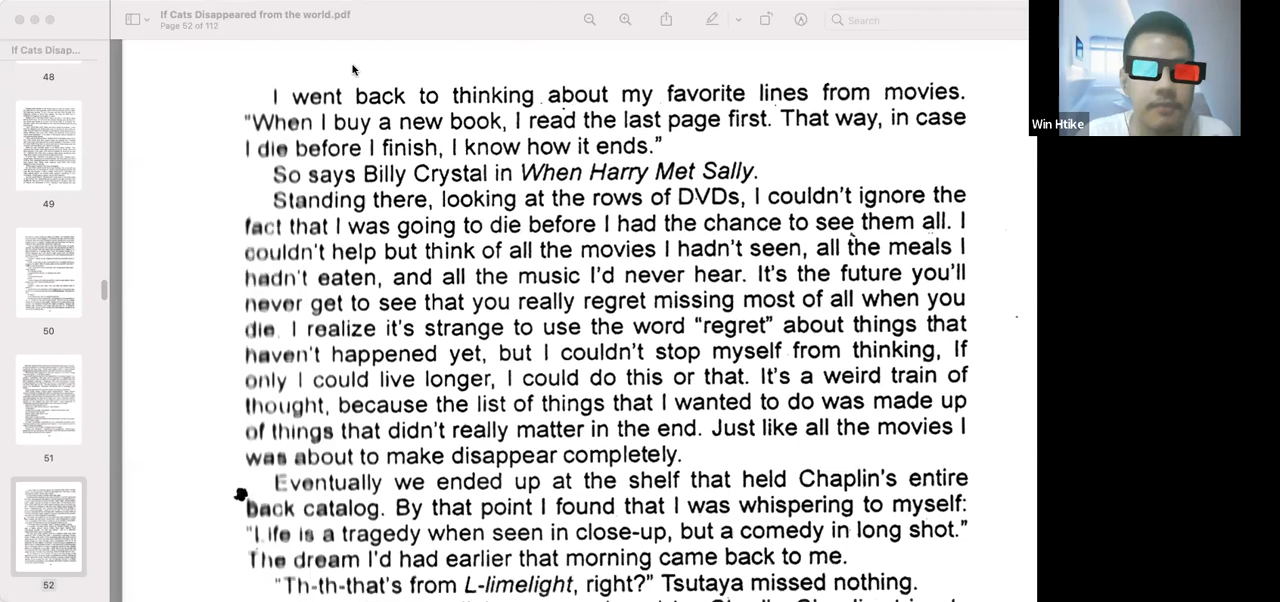 If Cats Disappeared from the world.pdf
Page 52 of 112
Search
If Cats Disap...
48
49
50
51
52
Win Htike
I went back to thinking about my favorite lines from movies.
"When I buy a new book, I read the last page first. That way, in case
I die before I finish, I know how it ends."
So says Billy Crystal in When Harry Met Sally.
Standing there, looking at the rows of DVDs, I couldn't ignore the
fact that I was going to die before I had the chance to see them all. I
couldn't help but think of all the movies I hadn't seen, all the meals I
hadn't eaten, and all the music I'd never hear. It's the future you'll
never get to see that you really regret missing most of all when you
die. I realize it's strange to use the word "regret" about things that
haven't happened yet, but I couldn't stop myself from thinking, If
only I could live longer, I could do this or that. It's a weird train of
thought, because the list of things that I wanted to do was made up
of things that didn't really matter in the end. Just like all the movies I
was about to make disappear completely.
Eventually we ended up at the shelf that held Chaplin's entire
back catalog. By that point I found that I was whispering to myself:
"Life is a tragedy when seen in close-up, but a comedy in long shot."
The dream I'd had earlier that morning came back to me.
"Th-th-that's from L-limelight, right?" Tsutaya missed nothing.